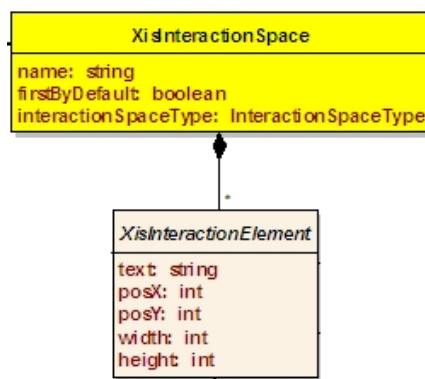 XisInteractionSpace
name: string
firstByDefault: boolean
interactionSpaceType: InteractionSpaceType
*
XisInteractionElement
text: string
posX: int
posY: int
width: int
height: int